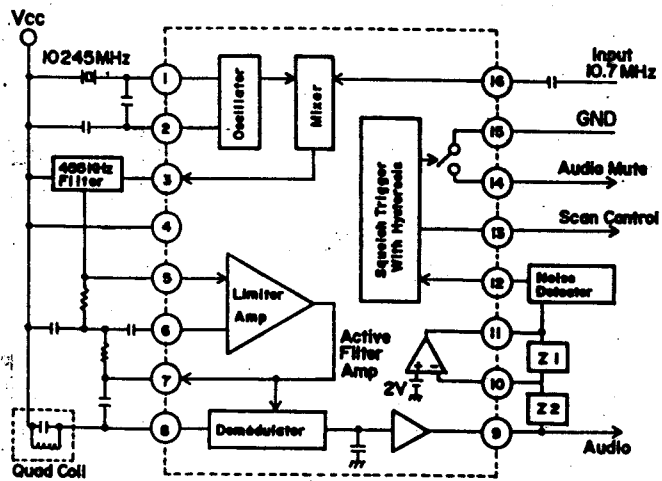 Vcc
10245MHz
Input
10.7 MHz
1
Oscillator
Mixer
16
2
15
GND
455KHz
Filter
3
14
Audio Mute
Squelch Trigger
With Hysteresis
4
13
Scan Control
5
12
Noise
Detector
Limiter
Amp
6
11
Z1
Active
Filter
Amp
7
+ -
2V
10
Z2
8
Demodulator
9
Audio
Quad Coil